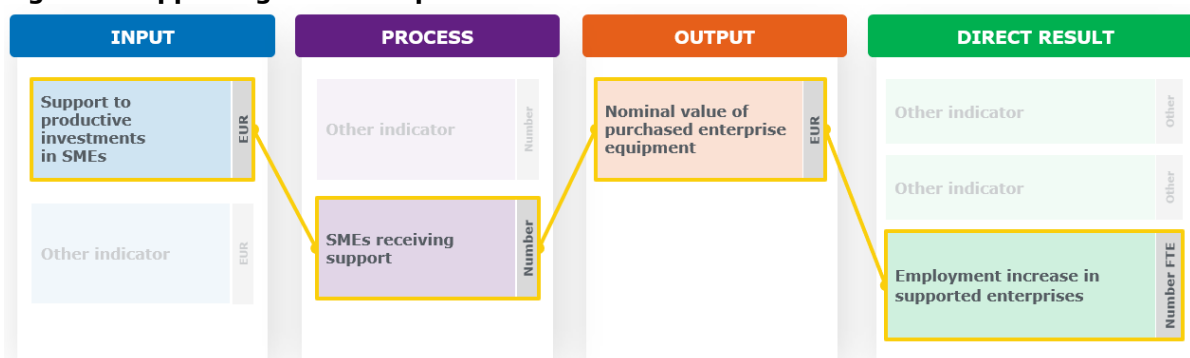 INPUT
PROCESS
OUTPUT
DIRECT RESULT
Support to
productive
investments
in SMEs
EUR
Other indicator
EUR
Other indicator
Number
SMEs receiving
support
Number
Nominal value of
purchased enterprise
equipment
EUR
Other indicator
Other
Other indicator
Other
Employment increase in
supported enterprises
Number FTE